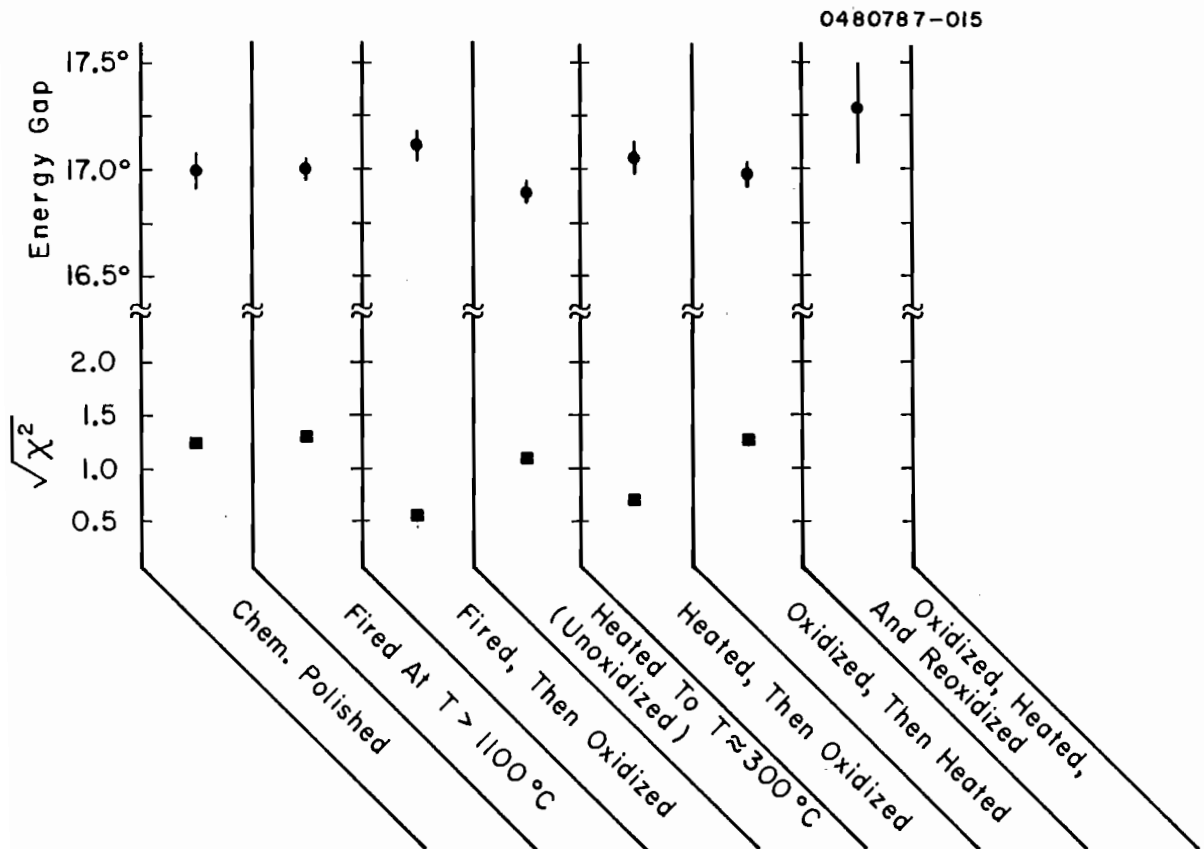 0480787-015
Energy Gap
17.5°
17.0°
16.5°
√χ²
2.0
1.5
1.0
0.5
Chem. Polished
Fired At T > 1100 °C
Fired, Then Oxidized
Heated To T ≈ 300 °C
(Unoxidized)
Heated, Then Oxidized
Oxidized, Then Heated
Oxidized, Heated,
And Reoxidized